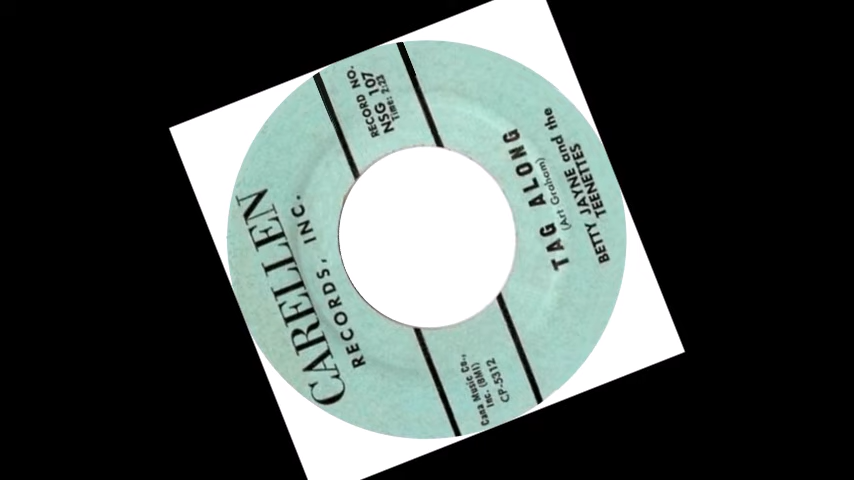 CARELLEN
RECORDS, INC.
Cana Music Co.,
Inc. (BMI)
CP-5312
RECORD NO.
NSG 107
Time: 2:23
TAG ALONG
(Art Graham)
BETTY JAYNE and the
TEENETTES